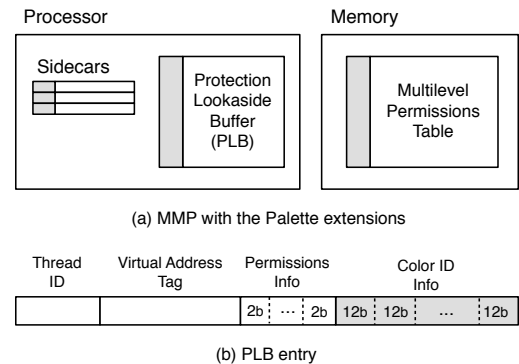 Processor
Memory
Sidecars
Protection
Lookaside
Buffer
(PLB)
Multilevel
Permissions
Table
(a) MMP with the Palette extensions
Thread
ID
Virtual Address
Tag
Permissions
Info
Color ID
Info
2b ... 2b 12b 12b ... 12b
(b) PLB entry